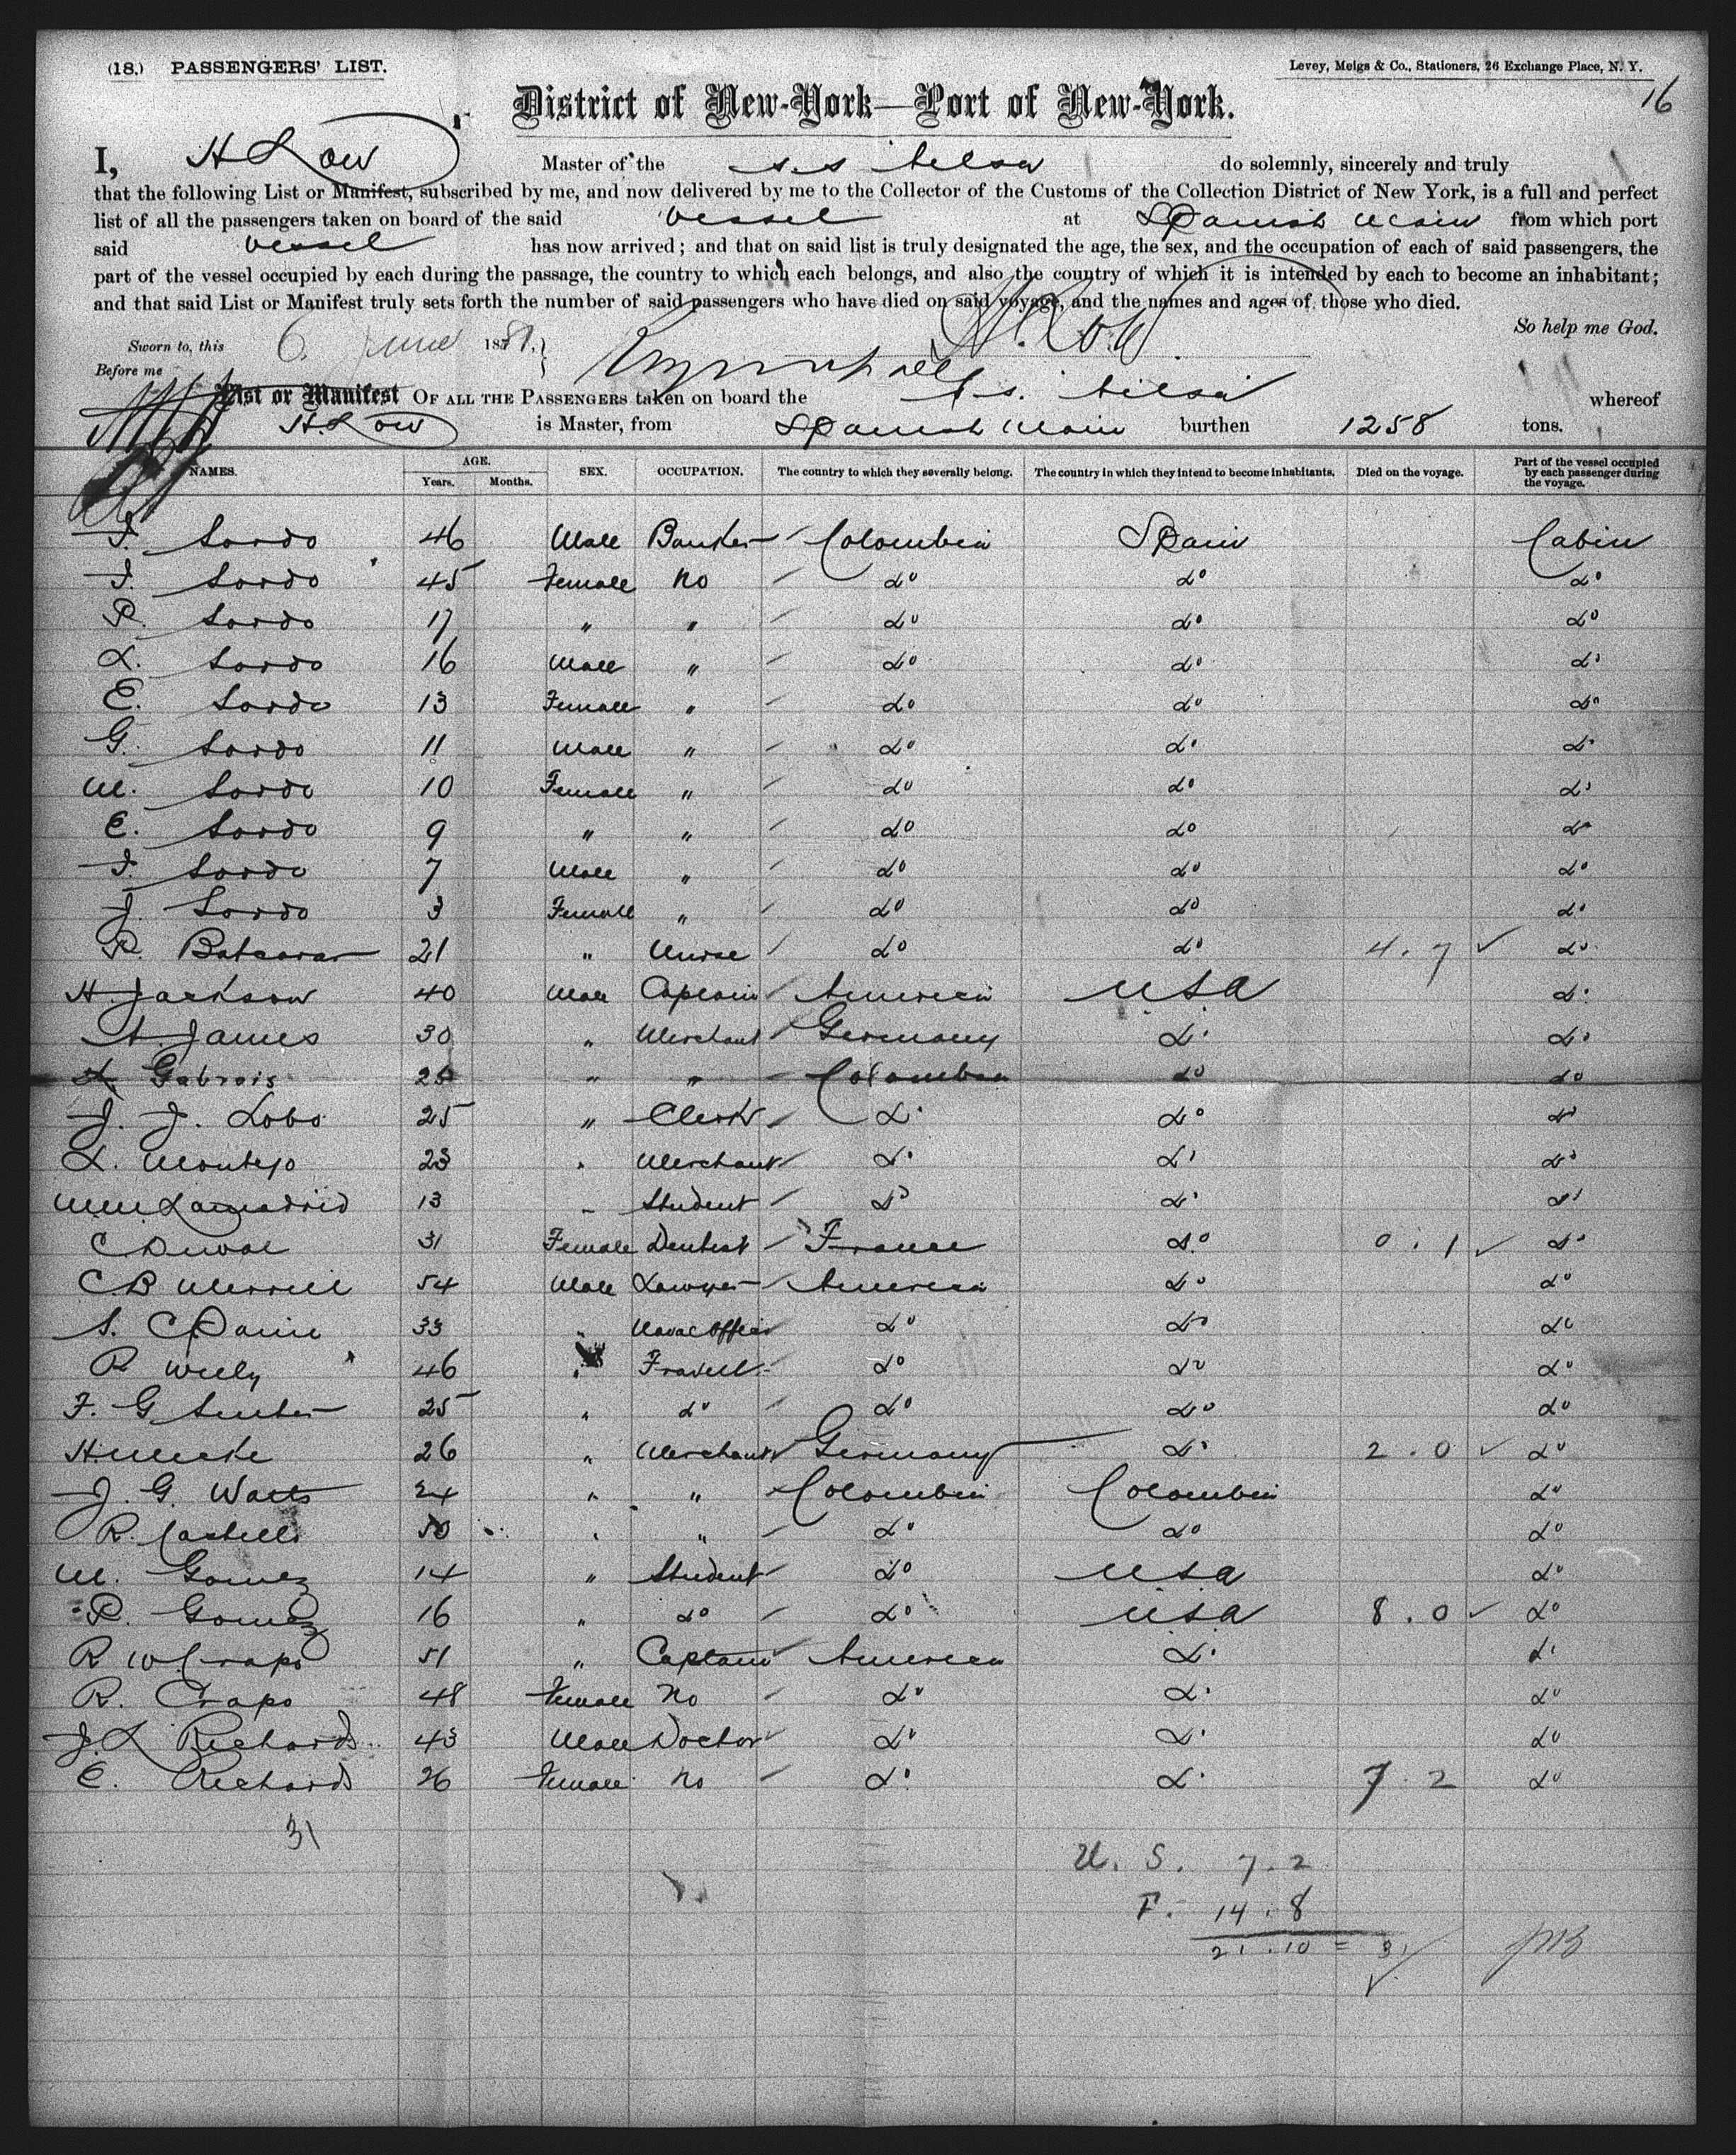 (18.) PASSENGERS' LIST.
Levey, Meigs & Co., Stationers, 26 Exchange Place, N. Y.
16
District of New-York—Port of New-York.
I, H Low Master of the s.s do solemnly, sincerely and truly
that the following List or Manifest, subscribed by me, and now delivered by me to the Collector of the Customs of the Collection District of New York, is a full and perfect
list of all the passengers taken on board of the said Vessel at Spanish Main from which port
said Vessel has now arrived; and that on said list is truly designated the age, the sex, and the occupation of each of said passengers, the
part of the vessel occupied by each during the passage, the country to which each belongs, and also the country of which it is intended by each to become an inhabitant;
and that said List or Manifest truly sets forth the number of said passengers who have died on said voyage, and the names and ages of those who died.
So help me God.
Sworn to, this 6 June 1881. H. Low
Before me
List or Manifest OF ALL THE PASSENGERS taken on board the S.s. whereof
H. Low is Master, from Spanish Main burthen 1258 tons.
NAMES. AGE. Years. Months. SEX. OCCUPATION. The country to which they severally belong. The country in which they intend to become inhabitants. Died on the voyage. Part of the vessel occupied by each passenger during the voyage.
Sordo 46 Male Banker Colombia Spain Cabin
Sordo 45 Female no do do do
P. Sordo 17 " " do do do
L. Sordo 16 Male " do do do
E. Sordo 13 Female " do do do
G. Sordo 11 Male " do do do
M. Sordo 10 Female " do do do
E. Sordo 9 " " do do do
Sordo 7 Male " do do do
J. Sordo 3 Female " do do do
P. 21 " Nurse do do 4.7 ✓ do
H. Jackson 40 Male Captain America USA do
A. James 30 " Merchant Germany do do
" " Colombia do do
J. J. Lobo 25 " Clerk do do do
L. Montejo 23 " Merchant do do do
Lamadrid 13 " Student do do do
C Duval 31 Female Dentist France do 0.1 ✓ do
C.B Merrill 54 Male Lawyer America do do
S. C. 33 " Naval Officer do do do
R 46 " Travell. do do do
F. G 25 " do do do do
H. 26 " Merchant Germany do 2.0 ✓ do
J. G. Watts 24 " " Colombia Colombia do
R. Castello 50 " " do do do
M. Gomez 14 " Student do USA do
P. Gomez 16 " do do USA 8.0 ✓ do
R W Crapo 51 " Captain America do do
R. Crapo 48 Female no do do do
J. L Richards 43 Male Doctor do do do
E. Richards 26 Female no do do 7.2 do
31
U. S. 7.2
F. 14.8
21.10 = 31 ✓